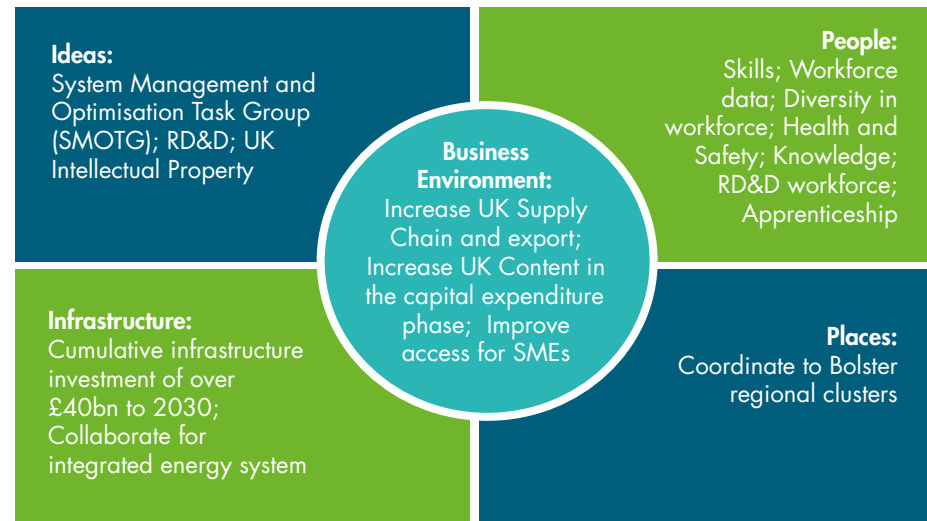 Ideas:
System Management and
Optimisation Task Group
(SMOTG); RD&D; UK
Intellectual Property
People:
Skills; Workforce
data; Diversity in
workforce; Health and
Safety; Knowledge;
RD&D workforce;
Apprenticeship
Business
Environment:
Increase UK Supply
Chain and export;
Increase UK Content in
the capital expenditure
phase;  Improve
access for SMEs
Infrastructure:
Cumulative infrastructure
investment of over
£40bn to 2030;
Collaborate for
integrated energy system
Places:
Coordinate to Bolster
regional clusters